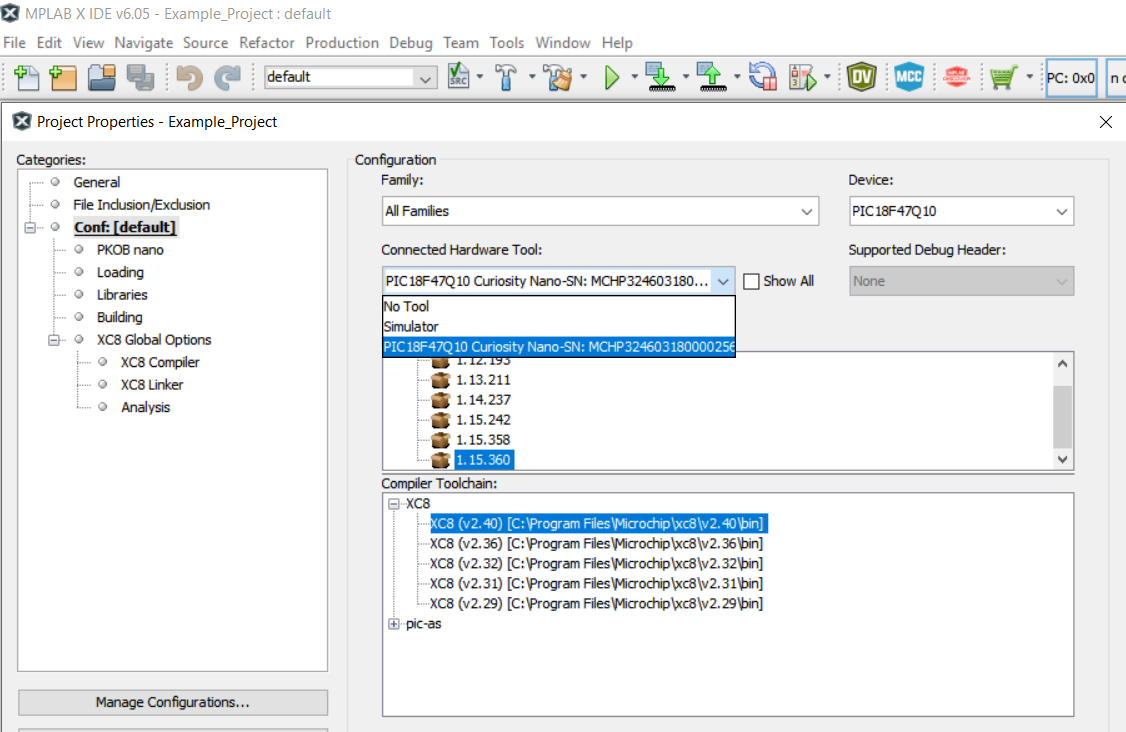 MPLAB X IDE v6.05 - Example_Project : default
File Edit View Navigate Source Refactor Production Debug Team Tools Window Help
default
SRC
DV
MCC
PC: 0x0
Project Properties - Example_Project
Categories:
General
File Inclusion/Exclusion
Conf: [default]
PKOB nano
Loading
Libraries
Building
XC8 Global Options
XC8 Compiler
XC8 Linker
Analysis
Manage Configurations...
Configuration
Family:
All Families
Device:
PIC18F47Q10
Connected Hardware Tool:
PIC18F47Q10 Curiosity Nano-SN: MCHP324603180...
Show All
Supported Debug Header:
None
No Tool
Simulator
PIC18F47Q10 Curiosity Nano-SN: MCHP324603180000256
1.12.193
1.13.211
1.14.237
1.15.242
1.15.358
1.15.360
Compiler Toolchain:
XC8
XC8 (v2.40) [C:\Program Files\Microchip\xc8\v2.40\bin]
XC8 (v2.36) [C:\Program Files\Microchip\xc8\v2.36\bin]
XC8 (v2.32) [C:\Program Files\Microchip\xc8\v2.32\bin]
XC8 (v2.31) [C:\Program Files\Microchip\xc8\v2.31\bin]
XC8 (v2.29) [C:\Program Files\Microchip\xc8\v2.29\bin]
pic-as